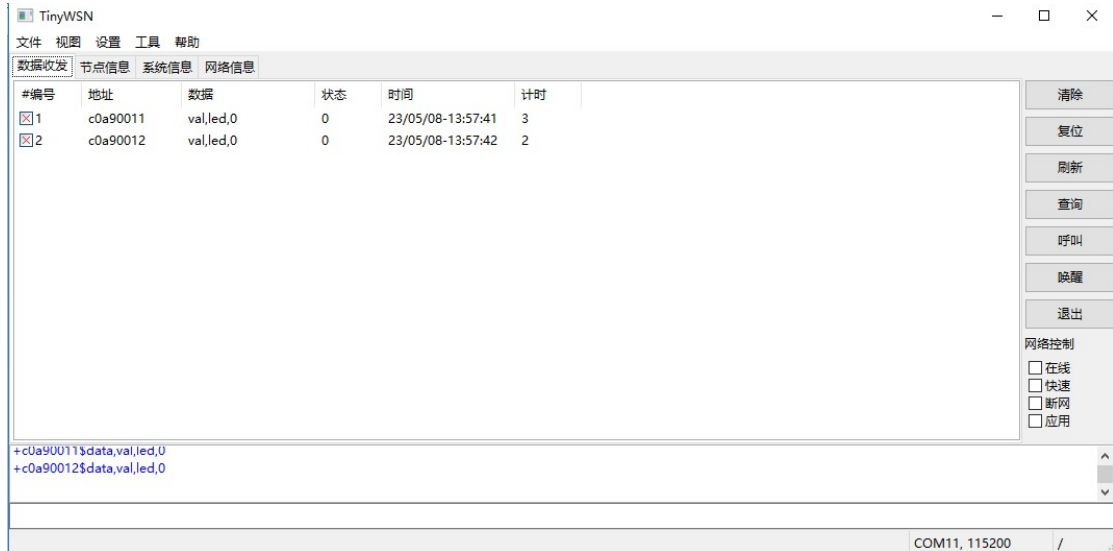 TinyWSN
文件 视图 设置 工具 帮助
数据收发 节点信息 系统信息 网络信息
#编号 地址 数据 状态 时间 计时
1 c0a90011 val,led,0 0 23/05/08-13:57:41 3
2 c0a90012 val,led,0 0 23/05/08-13:57:42 2
清除
复位
刷新
查询
呼叫
唤醒
退出
网络控制
在线
快速
断网
应用
+c0a90011$data,val,led,0
+c0a90012$data,val,led,0
COM11, 115200 /